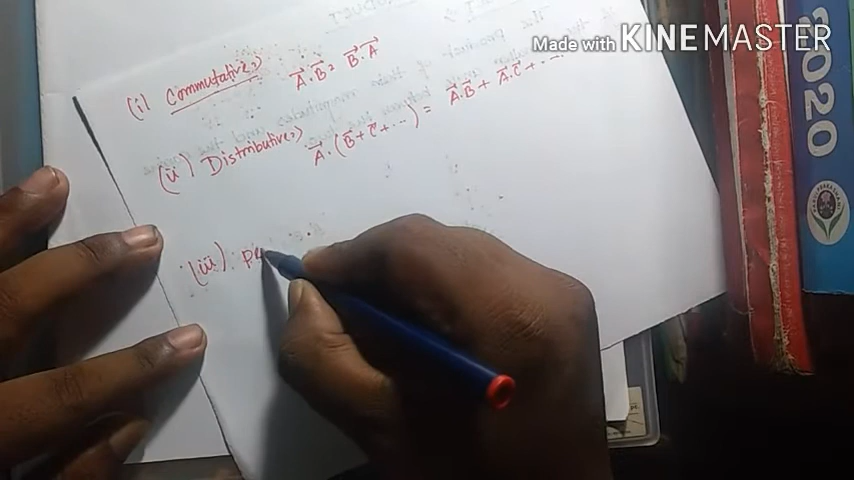 Made with KINEMASTER
(i) Commutative:
A⃗.B⃗ = B⃗.A⃗
(ii) Distributive:
A⃗.(B⃗+C⃗+...) = A⃗.B⃗ + A⃗.C⃗ + ...
(iii)
2020